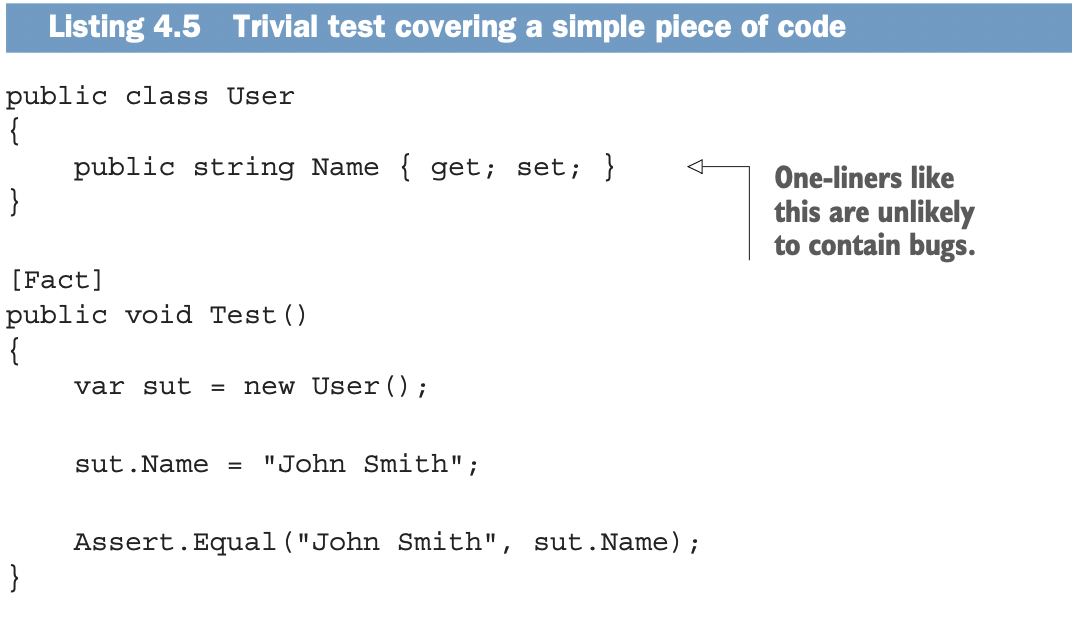 Listing 4.5 Trivial test covering a simple piece of code
public class User
{
    public string Name { get; set; }
}
One-liners like
this are unlikely
to contain bugs.
[Fact]
public void Test()
{
    var sut = new User();
    sut.Name = "John Smith";
    Assert.Equal("John Smith", sut.Name);
}